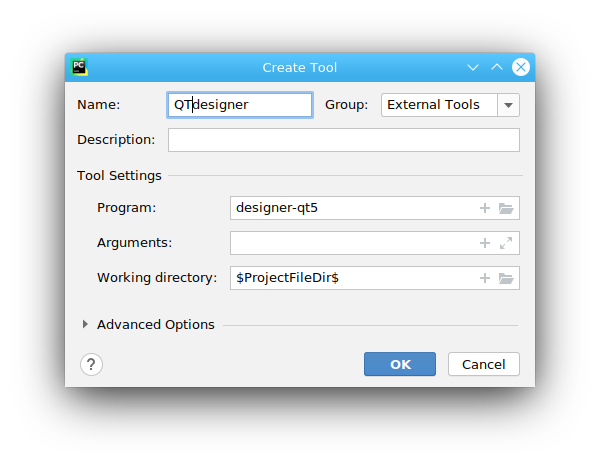 PC
Create Tool
Name: QTdesigner Group: External Tools
Description:
Tool Settings
Program: designer-qt5
Arguments:
Working directory: $ProjectFileDir$
Advanced Options
? OK Cancel